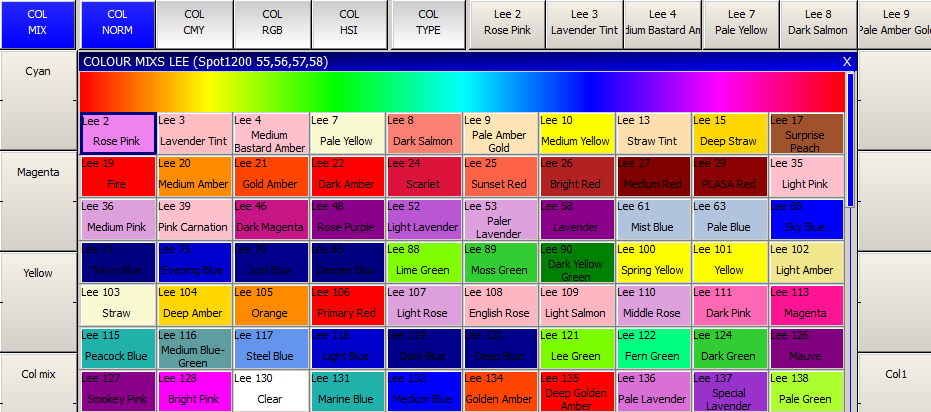 COL MIX
COL NORM
COL CMY
COL RGB
COL HSI
COL TYPE
Lee 2 Rose Pink
Lee 3 Lavender Tint
Lee 4 dium Bastard Am
Lee 7 Pale Yellow
Lee 8 Dark Salmon
Lee 9 Pale Amber Gol
COLOUR MIXS LEE (Spot1200 55,56,57,58) X
Cyan
Magenta
Yellow
Col mix
Col1
Lee 2 Rose Pink
Lee 3 Lavender Tint
Lee 4 Medium Bastard Amber
Lee 7 Pale Yellow
Lee 8 Dark Salmon
Lee 9 Pale Amber Gold
Lee 10 Medium Yellow
Lee 13 Straw Tint
Lee 15 Deep Straw
Lee 17 Surprise Peach
Lee 19 Fire
Lee 20 Medium Amber
Lee 21 Gold Amber
Lee 22 Dark Amber
Lee 24 Scarlet
Lee 25 Sunset Red
Lee 26 Bright Red
Lee 27 Medium Red
Lee 29 PLASA Red
Lee 35 Light Pink
Lee 36 Medium Pink
Lee 39 Pink Carnation
Lee 46 Dark Magenta
Lee 48 Rose Purple
Lee 52 Light Lavender
Lee 53 Paler Lavender
Lee 58 Lavender
Lee 61 Mist Blue
Lee 63 Pale Blue
Sky Blue
Lee 71 Tokyo Blue
Lee 75 Evening Blue
Lee 79 Just Blue
Lee 85 Deeper Blue
Lee 88 Lime Green
Lee 89 Moss Green
Lee 90 Dark Yellow Green
Lee 100 Spring Yellow
Lee 101 Yellow
Lee 102 Light Amber
Lee 103 Straw
Lee 104 Deep Amber
Lee 105 Orange
Lee 106 Primary Red
Lee 107 Light Rose
Lee 108 English Rose
Lee 109 Light Salmon
Lee 110 Middle Rose
Lee 111 Dark Pink
Lee 113 Magenta
Lee 115 Peacock Blue
Lee 116 Medium Blue-Green
Lee 117 Steel Blue
Lee 118 Light Blue
Lee 119 Dark Blue
Lee 120 Deep Blue
Lee 121 Lee Green
Lee 122 Fern Green
Lee 124 Dark Green
Lee 126 Mauve
Lee 127 Smokey Pink
Lee 128 Bright Pink
Lee 130 Clear
Lee 131 Marine Blue
Lee 132 Medium Blue
Lee 134 Golden Amber
Lee 135 Deep Golden Amber
Lee 136 Pale Lavender
Lee 137 Special Lavender
Lee 138 Pale Green